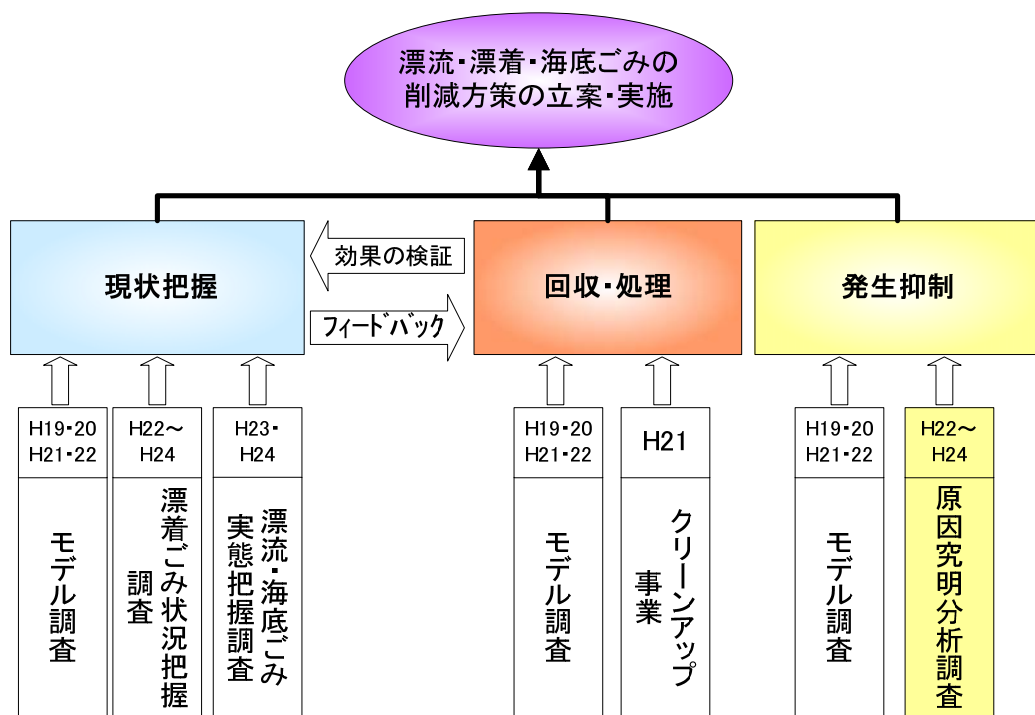 漂流・漂着・海底ごみの
削減方策の立案・実施
現状把握
効果の検証
フィードバック
回収・処理
発生抑制
H19・20
H21・22
モデル調査
H22～
H24
漂着ごみ状況把握
調査
H23・
H24
漂流・海底ごみ
実態把握調査
H19・20
H21・22
モデル調査
H21
クリーンアップ
事業
H19・20
H21・22
モデル調査
H22～
H24
原因究明分析調査